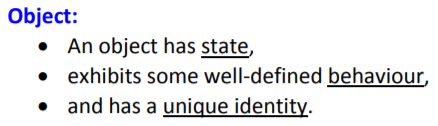 Object:
• An object has state,
• exhibits some well-defined behaviour,
• and has a unique identity.